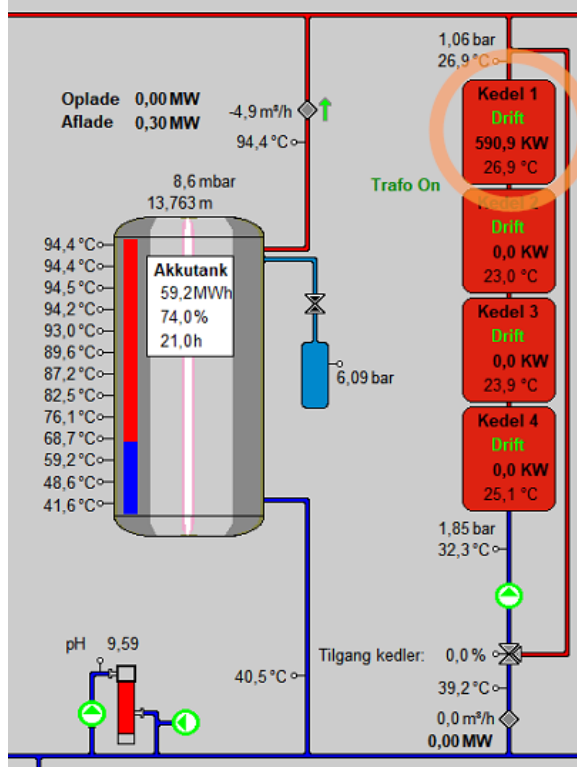 1,06 bar
26,9 °C
Kedel 1
Drift
590,9 KW
26,9 °C
Oplade 0,00 MW
Aflade 0,30 MW
-4,9 m³/h
94,4 °C
Trafo On
Kedel 2
Drift
0,0 KW
23,0 °C
8,6 mbar
13,763 m
94,4 °C
94,4 °C
94,5 °C
94,2 °C
93,0 °C
89,6 °C
87,2 °C
82,5 °C
76,1 °C
68,7 °C
59,2 °C
48,6 °C
41,6 °C
Akkutank
59,2MWh
74,0%
21,0h
6,09 bar
Kedel 3
Drift
0,0 KW
23,9 °C
Kedel 4
Drift
0,0 KW
25,1 °C
1,85 bar
32,3 °C
pH 9,59
40,5 °C
Tilgang kedler: 0,0 %
39,2 °C
0,0 m³/h
0,00 MW